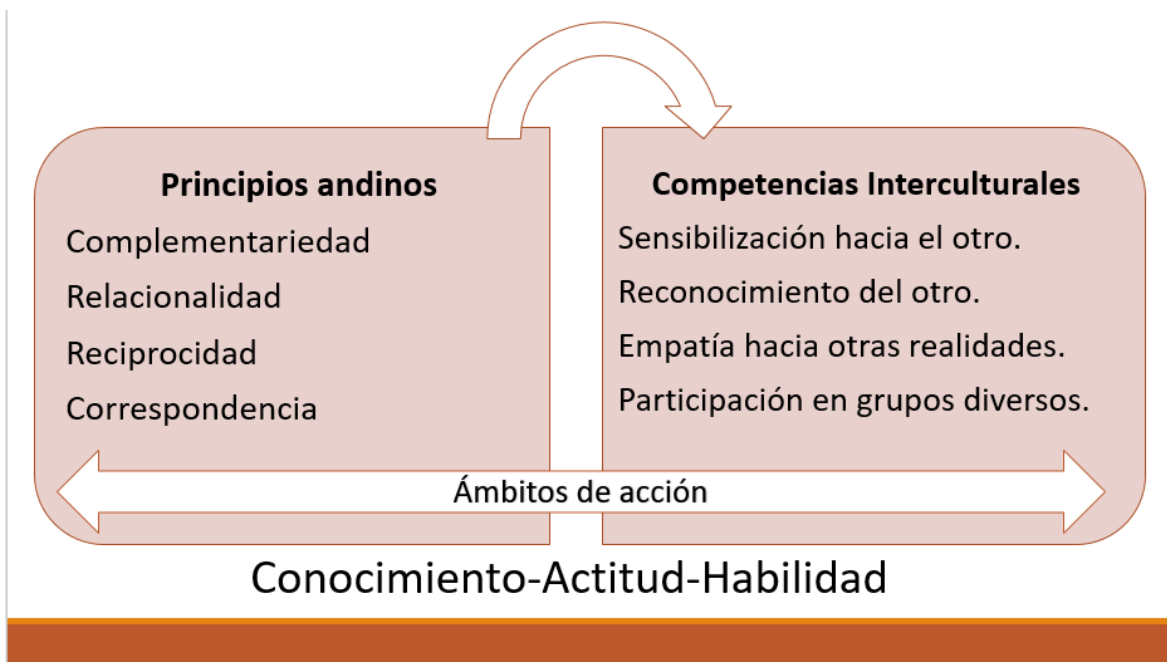 Principios andinos
Complementariedad
Relacionalidad
Reciprocidad
Correspondencia
Competencias Interculturales
Sensibilización hacia el otro.
Reconocimiento del otro.
Empatía hacia otras realidades.
Participación en grupos diversos.
Ámbitos de acción
Conocimiento-Actitud-Habilidad